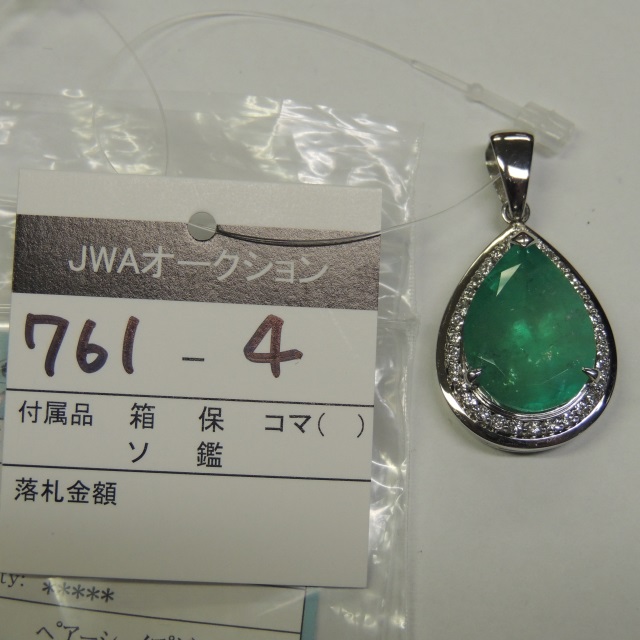 JWAオークション
761 - 4
付属品 箱 保 コマ( )
ソ 鑑
落札金額
ty: *****